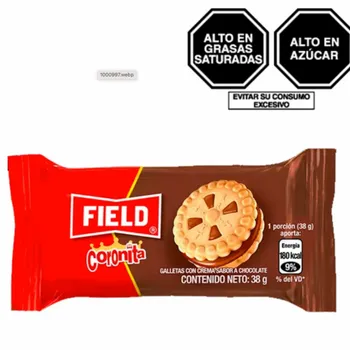 ALTO EN
GRASAS
SATURADAS
ALTO EN
AZÚCAR
EVITAR SU CONSUMO
EXCESIVO
1000997.webp
FIELD
®
Coronita
1 porción (38 g)
aporta:
Energía
180 kcal
9%
% del VD*
GALLETAS CON CREMA SABOR A CHOCOLATE
CONTENIDO NETO: 38 g